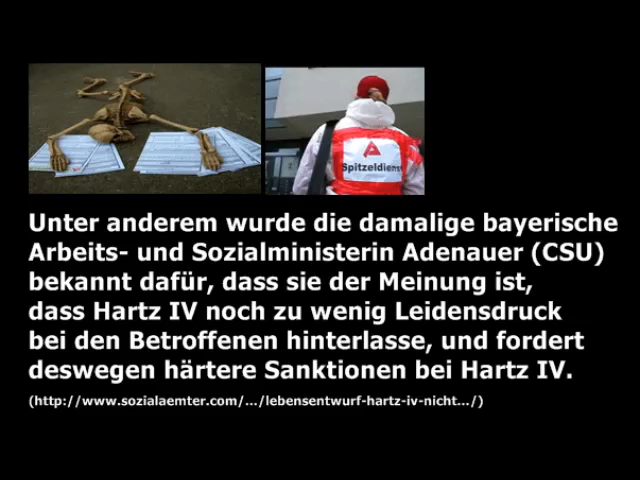 Spitzeldienst
Unter anderem wurde die damalige bayerische
Arbeits- und Sozialministerin Adenauer (CSU)
bekannt dafür, dass sie der Meinung ist,
dass Hartz IV noch zu wenig Leidensdruck
bei den Betroffenen hinterlasse, und fordert
deswegen härtere Sanktionen bei Hartz IV.
(http://www.sozialaemter.com/.../lebensentwurf-hartz-iv-nicht.../)